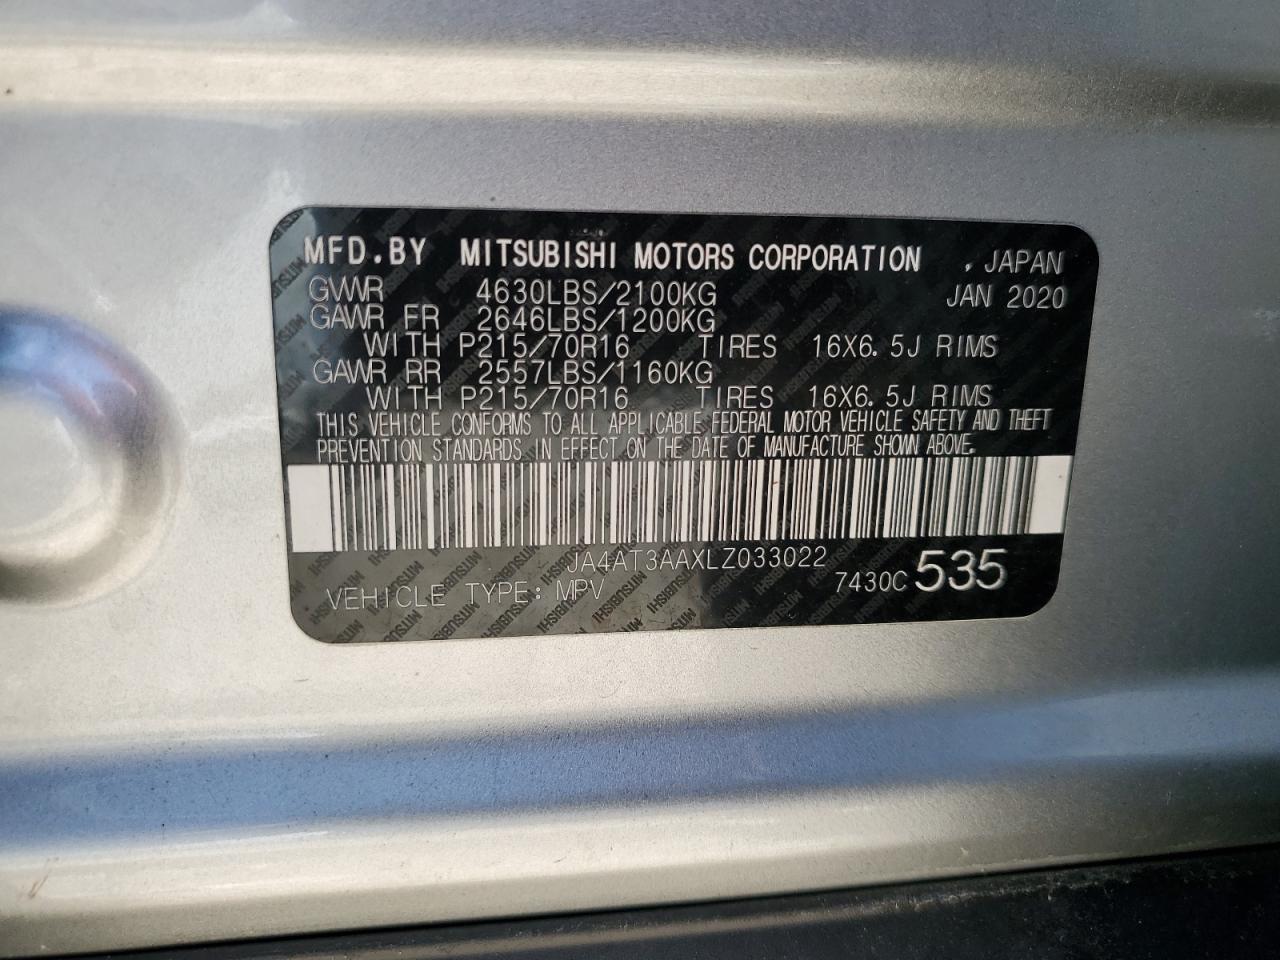 MFD.BY MITSUBISHI MOTORS CORPORATION , JAPAN
GVWR 4630LBS/2100KG JAN 2020
GAWR FR 2646LBS/1200KG
WITH P215/70R16 TIRES 16X6.5J RIMS
GAWR RR 2557LBS/1160KG
WITH P215/70R16 TIRES 16X6.5J RIMS
THIS VEHICLE CONFORMS TO ALL APPLICABLE FEDERAL MOTOR VEHICLE SAFETY AND THEFT
PREVENTION STANDARDS IN EFFECT ON THE DATE OF MANUFACTURE SHOWN ABOVE.
JA4AT3AAXLZ033022
VEHICLE TYPE: MPV 7430C 535